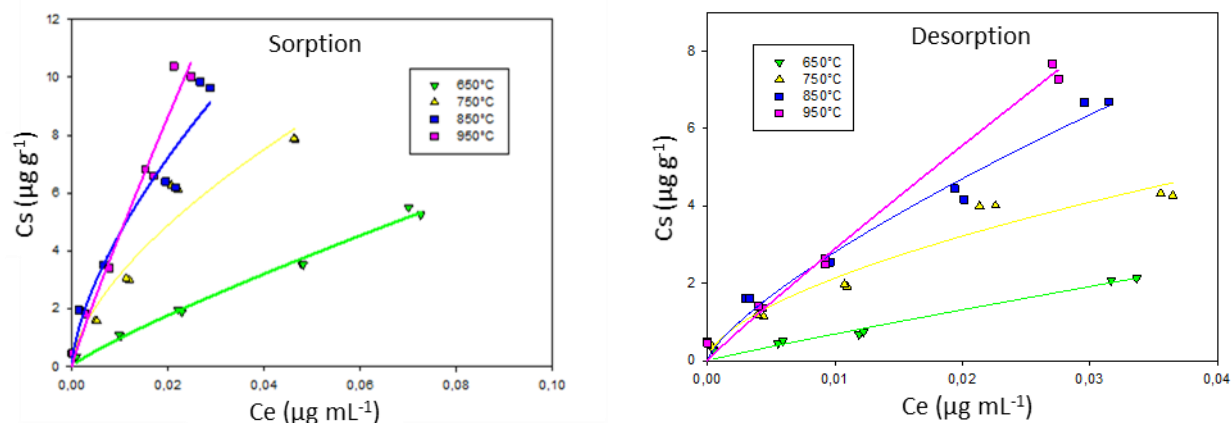 Sorption
650°C
750°C
850°C
950°C
12
10
8
6
4
2
0
Cs (µg g⁻¹)
0,00 0,02 0,04 0,06 0,08 0,10
Ce (µg mL⁻¹)
Desorption
650°C
750°C
850°C
950°C
8
6
4
2
0
Cs (µg g⁻¹)
0,00 0,01 0,02 0,03 0,04
Ce (µg mL⁻¹)